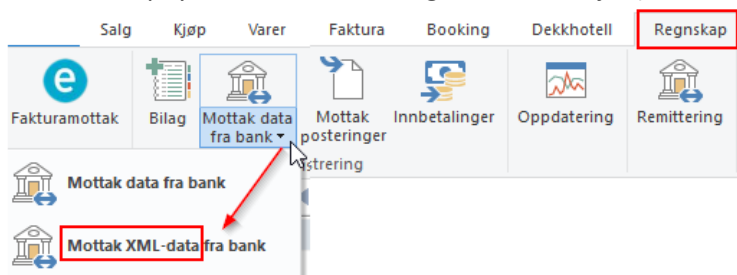 Salg Kjøp Varer Faktura Booking Dekkhotell Regnskap
Fakturamottak Bilag Mottak data Mottak Innbetalinger Oppdatering Remittering
fra bank posteringer
strering
Mottak data fra bank
Mottak XML-data fra bank